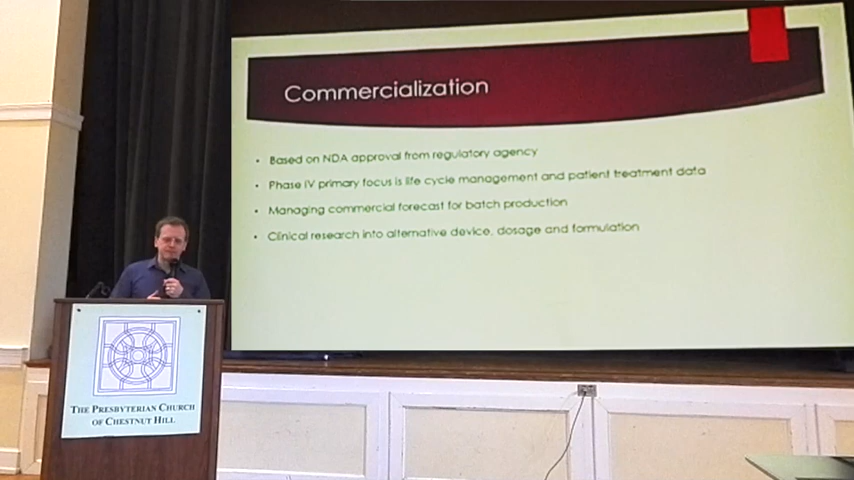 Commercialization
Based on NDA approval from regulatory agency
Phase IV primary focus is life cycle management and patient treatment data
Managing commercial forecast for batch production
Clinical research into alternative device, dosage and formulation
THE PRESBYTERIAN CHURCH
OF CHESTNUT HILL